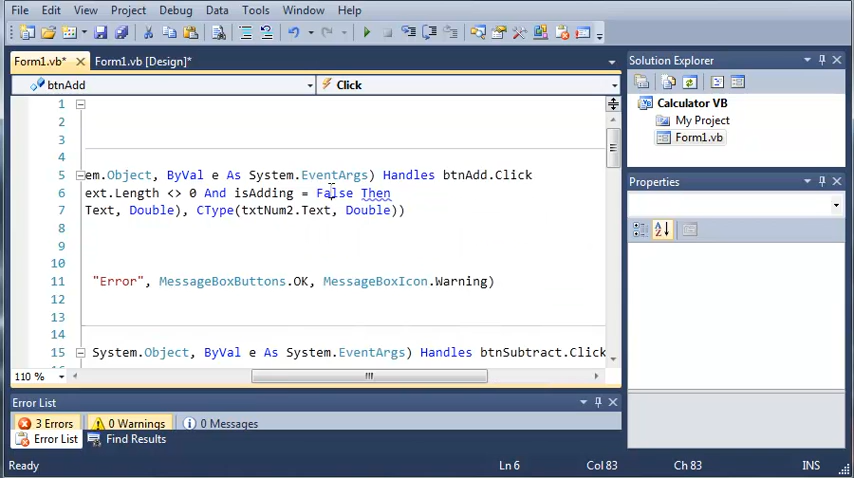 File Edit View Project Debug Data Tools Window Help
Form1.vb* Form1.vb [Design]*
btnAdd Click
1
2
3
4
5 em.Object, ByVal e As System.EventArgs) Handles btnAdd.Click
6 ext.Length <> 0 And isAdding = False Then
7 Text, Double), CType(txtNum2.Text, Double))
8
9
10
11 "Error", MessageBoxButtons.OK, MessageBoxIcon.Warning)
12
13
14
15 System.Object, ByVal e As System.EventArgs) Handles btnSubtract.Click
110 %
Solution Explorer
Calculator VB
My Project
Form1.vb
Properties
Error List
3 Errors 0 Warnings 0 Messages
Error List Find Results
Ready Ln 6 Col 83 Ch 83 INS